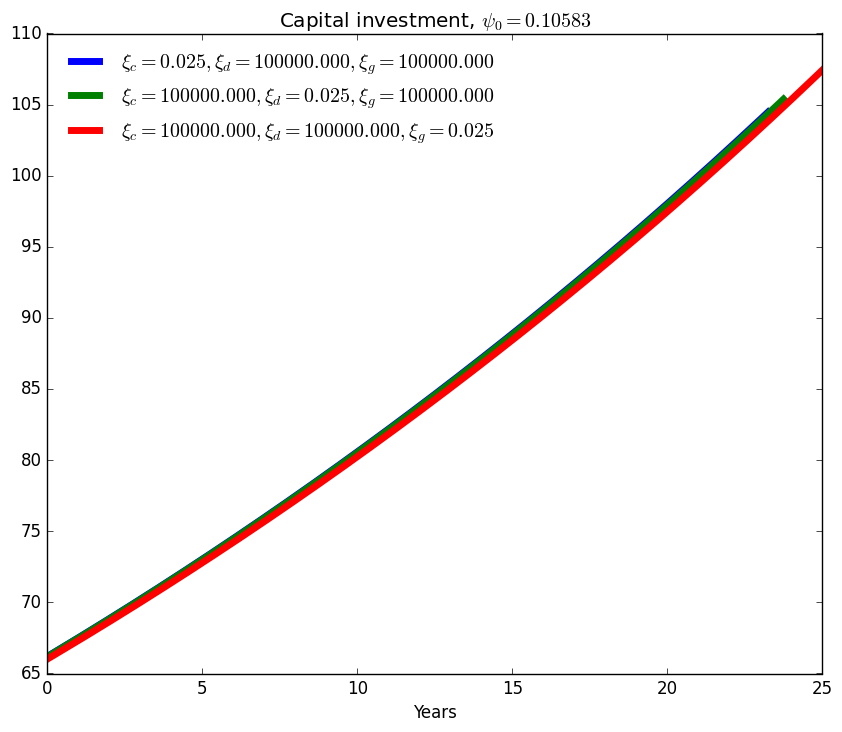 Capital investment, ψ₀ = 0.10583
110
ξ_c = 0.025, ξ_d = 100000.000, ξ_g = 100000.000
ξ_c = 100000.000, ξ_d = 0.025, ξ_g = 100000.000
ξ_c = 100000.000, ξ_d = 100000.000, ξ_g = 0.025
105
100
95
90
85
80
75
70
65
0 5 10 15 20 25
Years